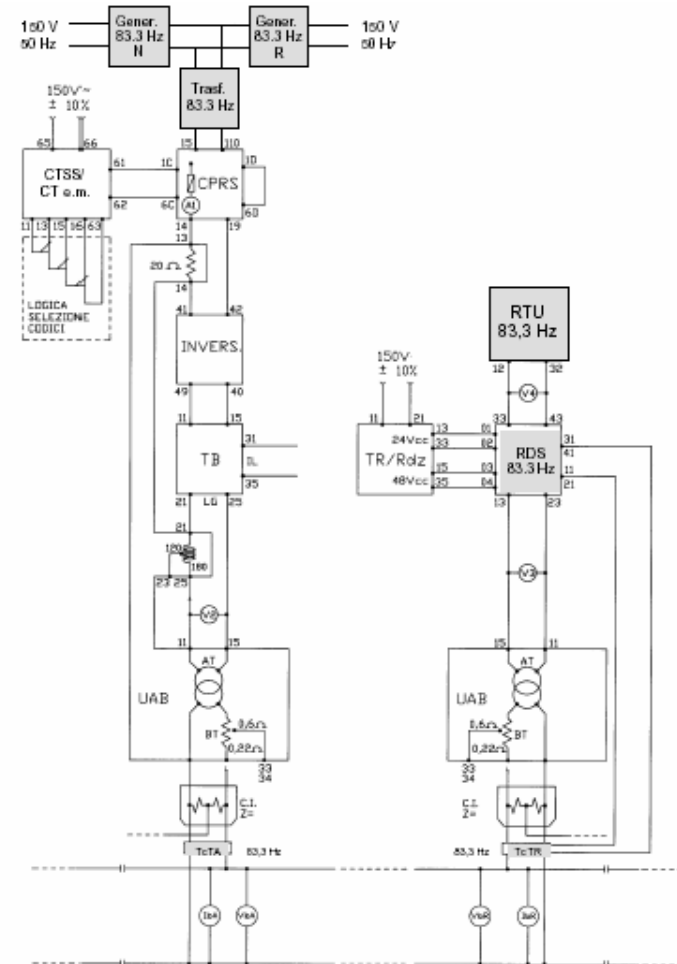 150 V
50 Hz
Gener.
83.3 Hz
N
Gener.
83.3 Hz
R
150 V
50 Hz
Trasf.
83.3 Hz
150V~
± 10%
65 66
15 110
CTSS/
CT e.m.
61
62
1C
6C
CPRS
A1
1D
6D
11 13 15 16 63
14 19
13
LOGICA
SELEZIONE
CODICI
20 Ω
14
41 42
INVERS.
49 40
11 15
TB
31
35
IL
21 LG 25
21
120
180
23 25
V2
11 15
AT
UAB
BT
0,6Ω
0,22Ω
33
34
C.I.
Z=
TcTA
83,3 Hz
IbA
VbA
RTU
83,3 Hz
12 32
V4
150V
± 10%
11 21
33 43
TR/Rdz
24Vcc
48Vcc
13
33
15
35
01
02
03
04
RDS
83.3 Hz
31
41
11
21
13 23
V3
15 11
AT
UAB
0,6Ω
BT
0,22Ω
33
34
C.I.
Z=
83,3 Hz
TcTR
VbR